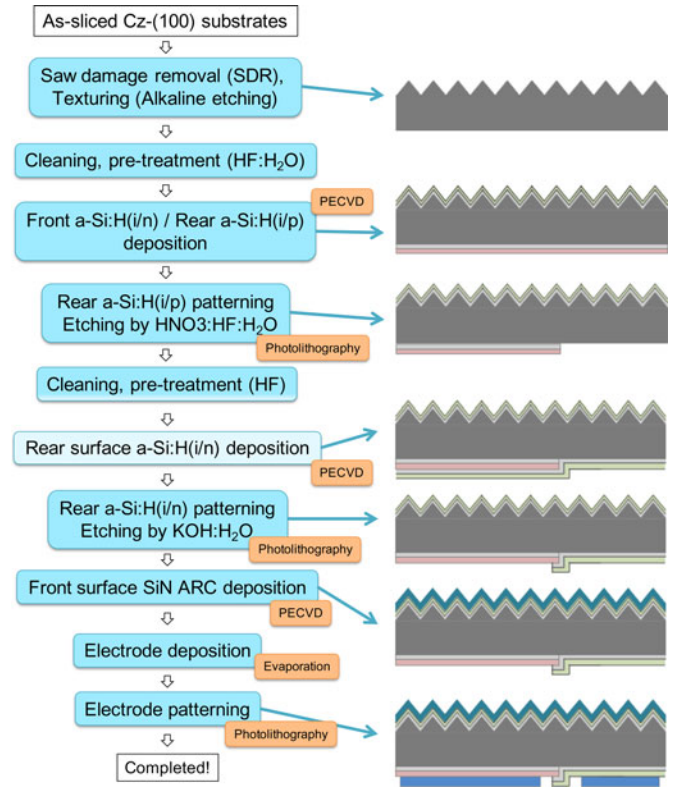 As-sliced Cz-(100) substrates
Saw damage removal (SDR),
Texturing (Alkaline etching)
Cleaning, pre-treatment (HF:H₂O)
PECVD
Front a-Si:H(i/n) / Rear a-Si:H(i/p)
deposition
Rear a-Si:H(i/p) patterning
Etching by HNO3:HF:H₂O
Photolithography
Cleaning, pre-treatment (HF)
Rear surface a-Si:H(i/n) deposition
PECVD
Rear a-Si:H(i/n) patterning
Etching by KOH:H₂O
Photolithography
Front surface SiN ARC deposition
PECVD
Electrode deposition
Evaporation
Electrode patterning
Photolithography
Completed!